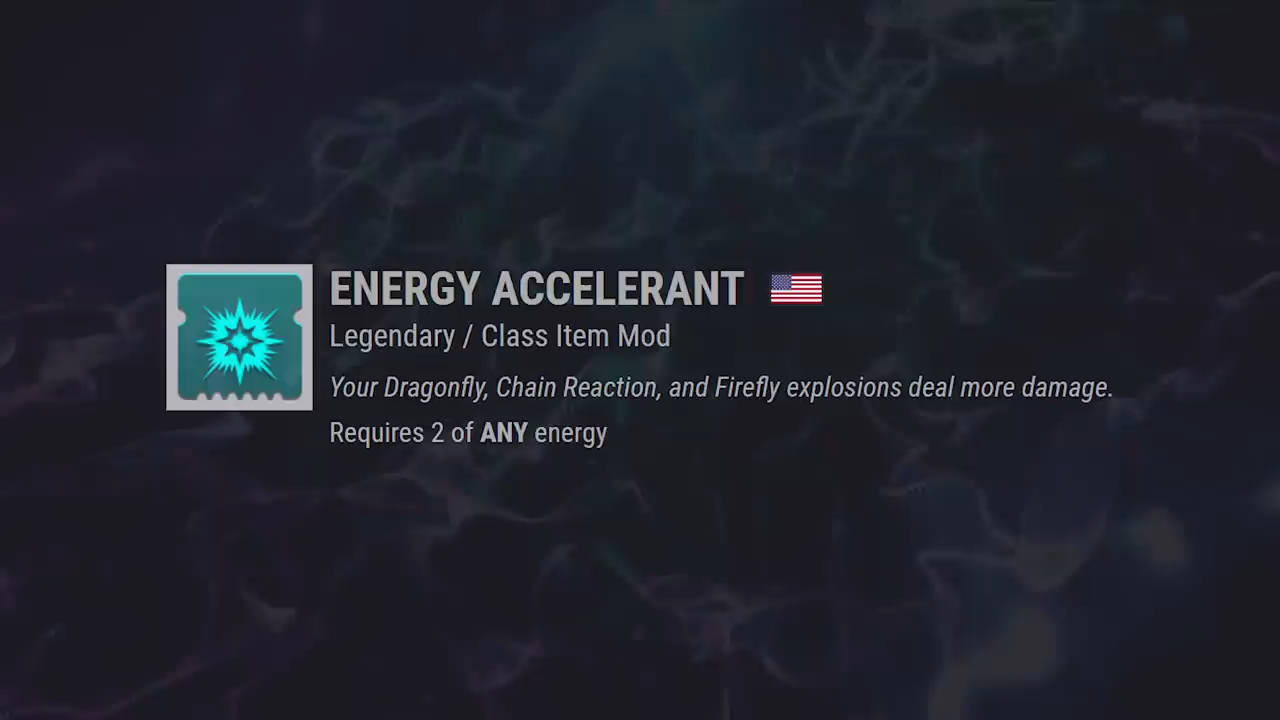 ENERGY ACCELERANT
Legendary / Class Item Mod
Your Dragonfly, Chain Reaction, and Firefly explosions deal more damage.
Requires 2 of ANY energy